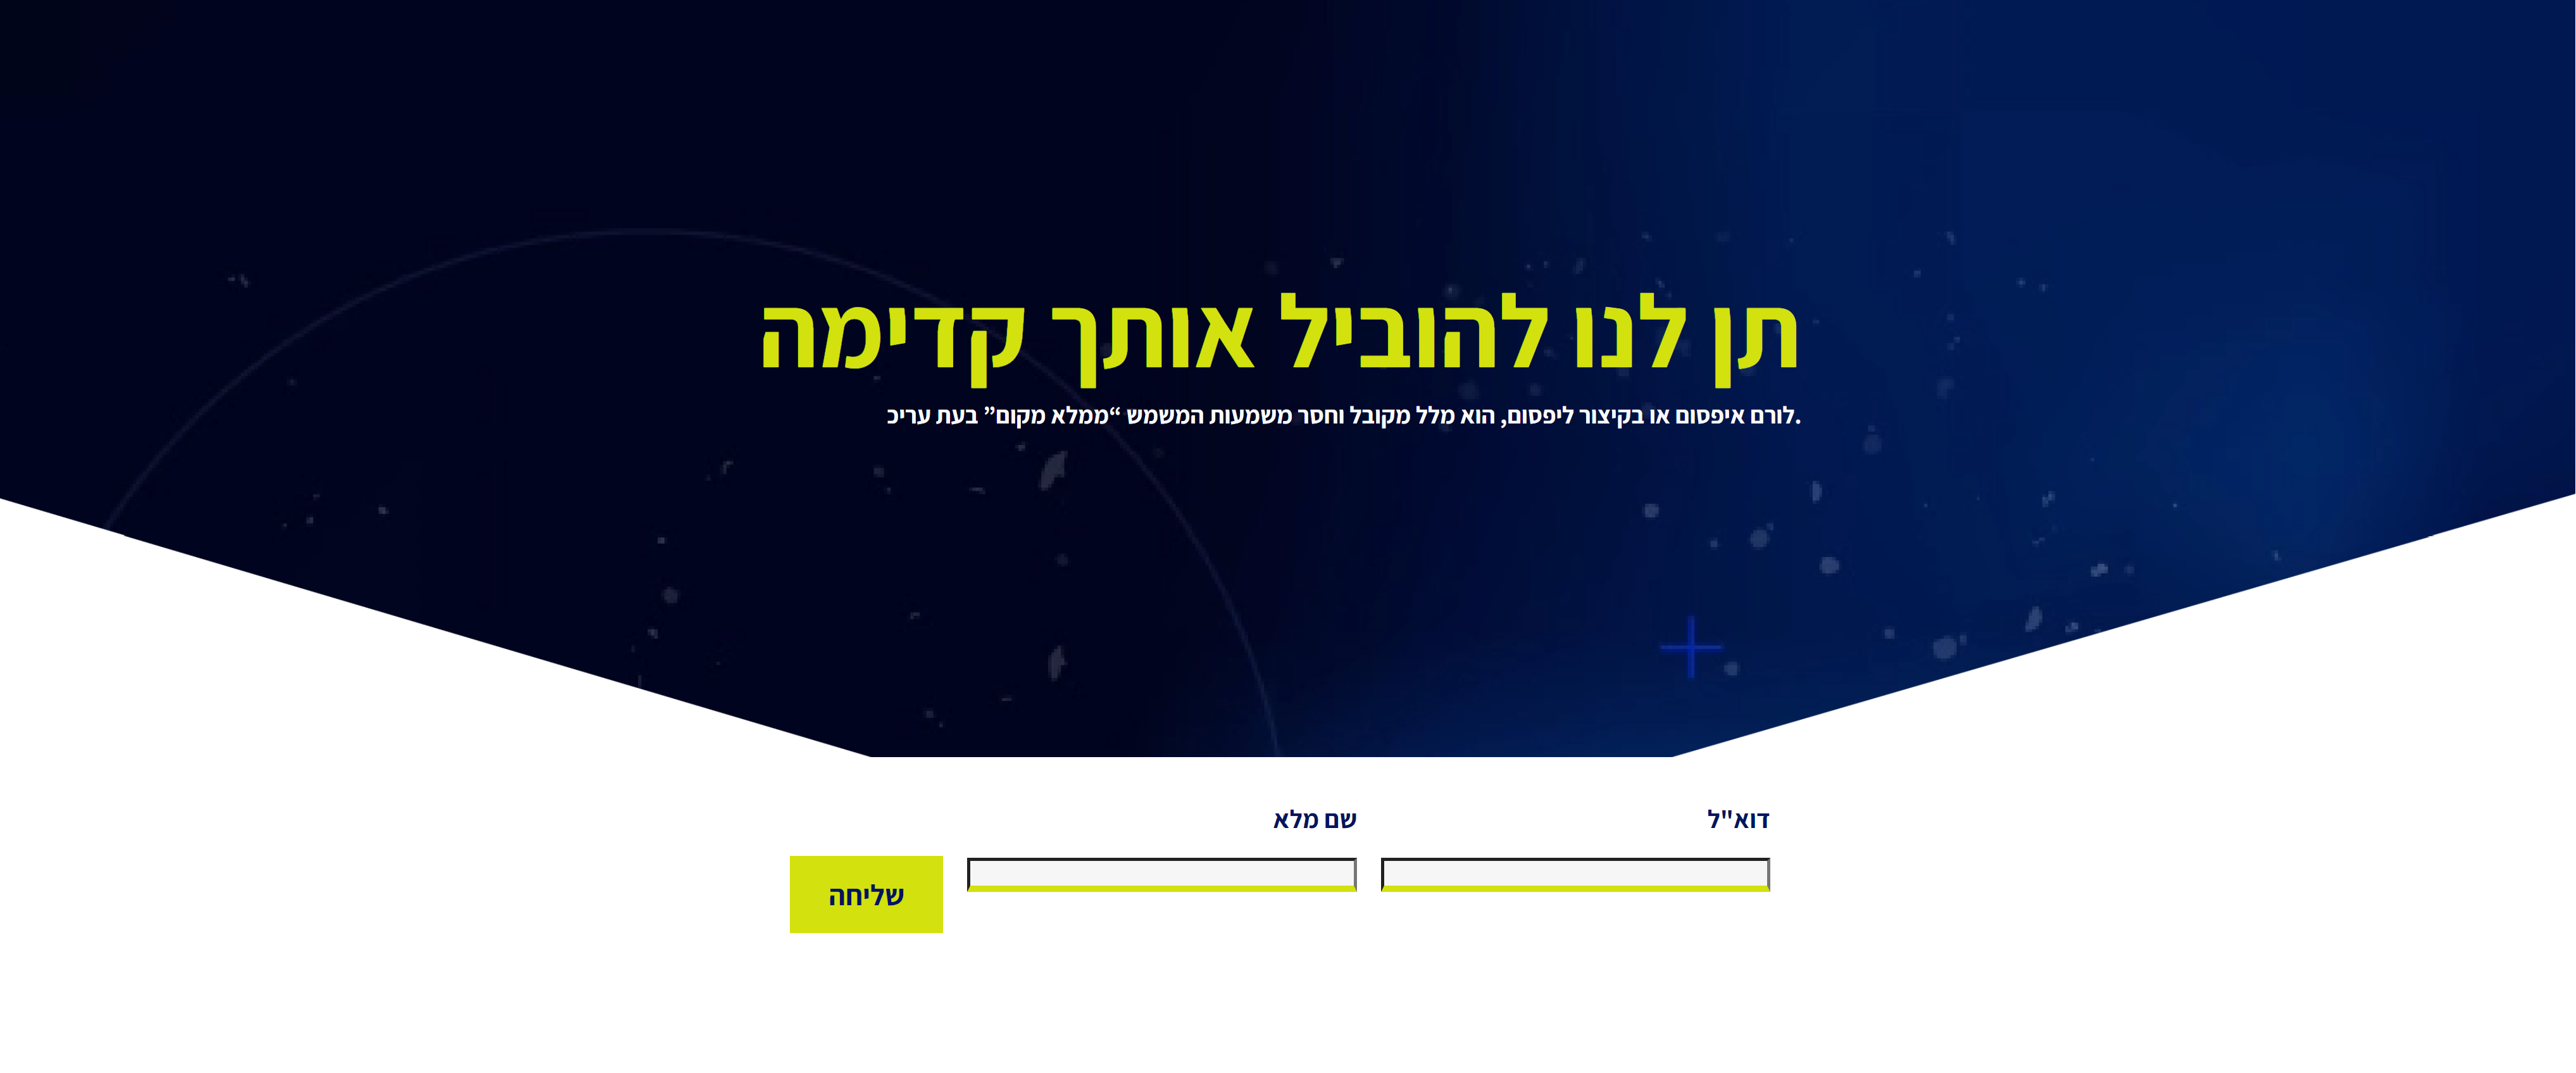 תן לנו להוביל אותך קדימה
לורם איפסום או בקיצור ליפסום, הוא מלל מקובל וחסר משמעות המשמש “ממלא מקום” בעת עריכ.
דוא"ל
שם מלא
שליחה